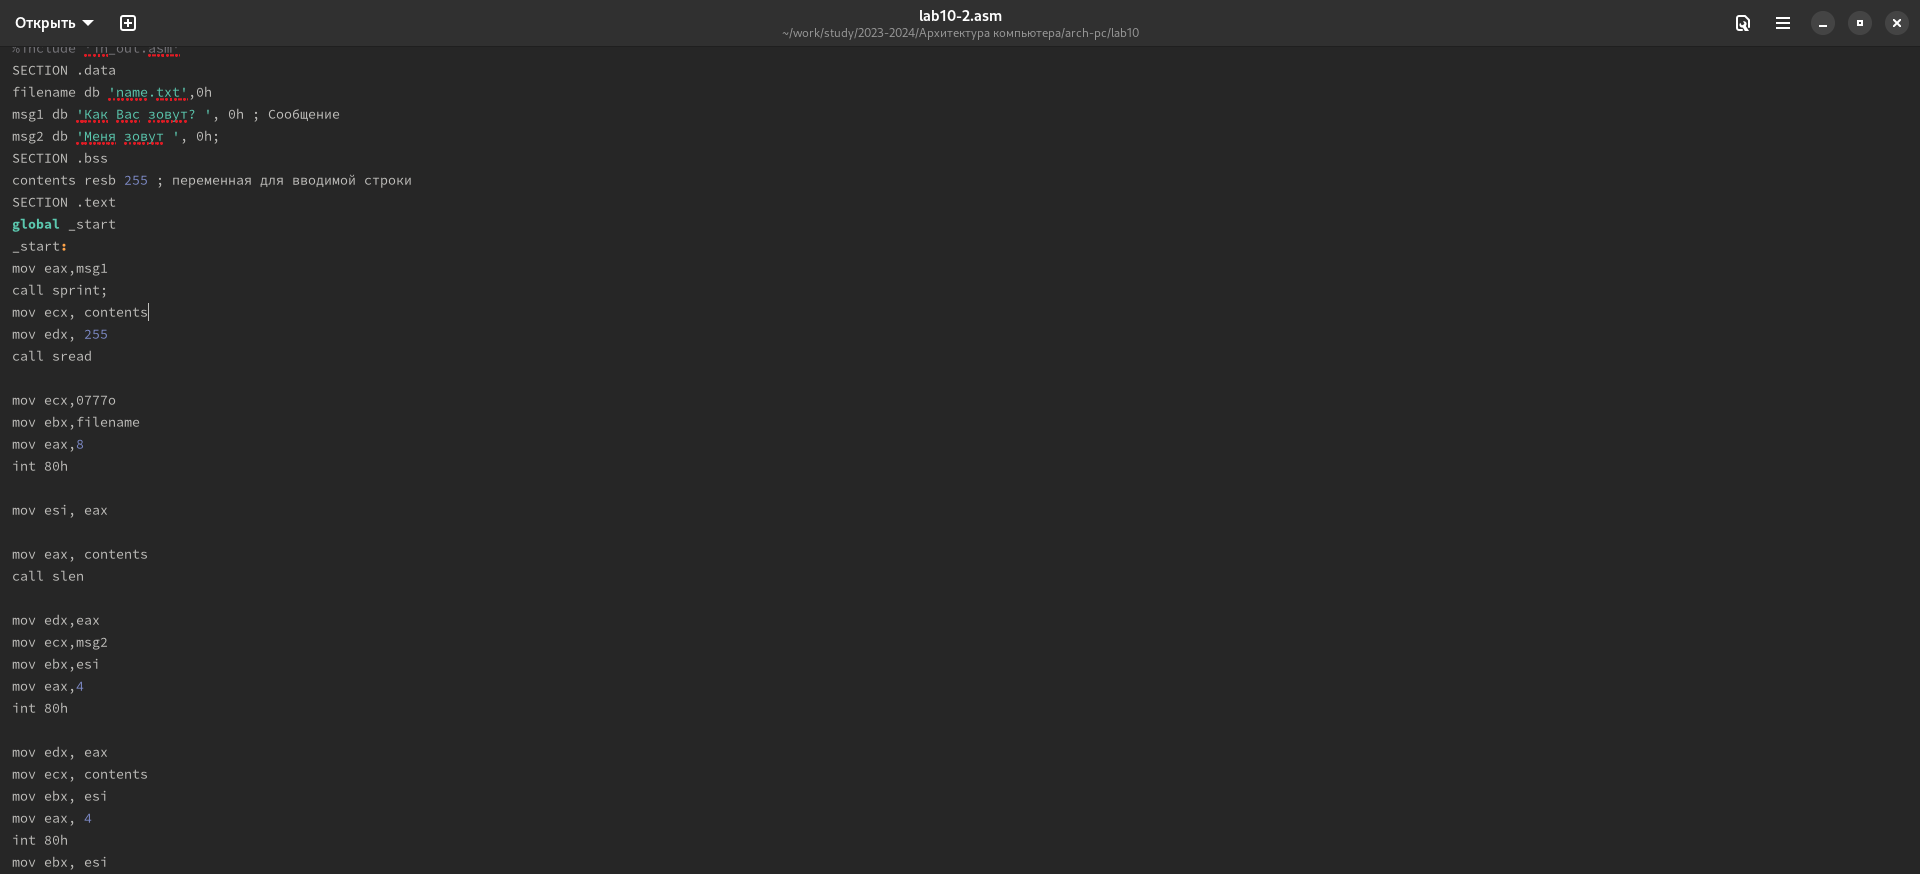 Открыть
lab10-2.asm
~/work/study/2023-2024/Архитектура компьютера/arch-pc/lab10
%include 'in_out.asm'
SECTION .data
filename db 'name.txt',0h
msg1 db 'Как Вас зовут? ', 0h ; Сообщение
msg2 db 'Меня зовут ', 0h;
SECTION .bss
contents resb 255 ; переменная для вводимой строки
SECTION .text
global _start
_start:
mov eax,msg1
call sprint;
mov ecx, contents
mov edx, 255
call sread
mov ecx,0777o
mov ebx,filename
mov eax,8
int 80h
mov esi, eax
mov eax, contents
call slen
mov edx,eax
mov ecx,msg2
mov ebx,esi
mov eax,4
int 80h
mov edx, eax
mov ecx, contents
mov ebx, esi
mov eax, 4
int 80h
mov ebx, esi